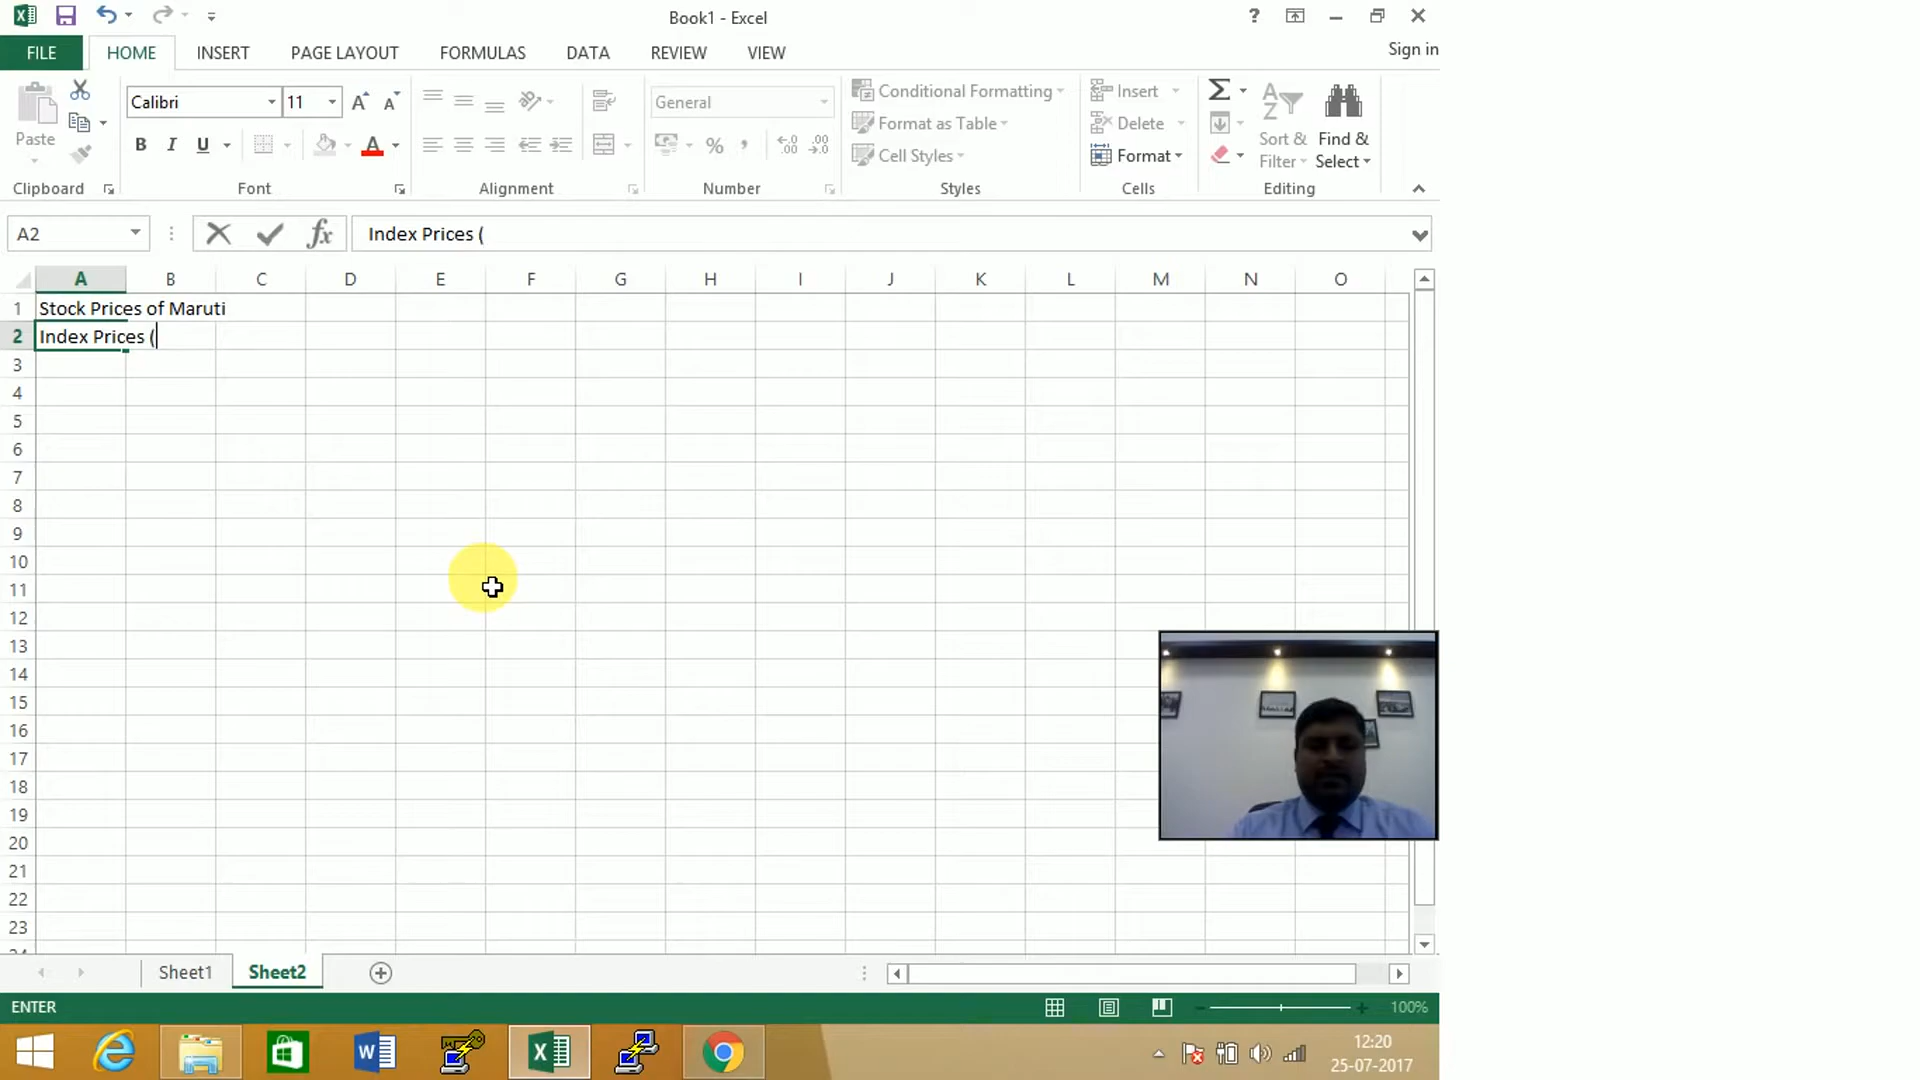 Book1 - Excel
?
Sign in
FILE
HOME
INSERT
PAGE LAYOUT
FORMULAS
DATA
REVIEW
VIEW
Paste
Clipboard
Calibri
11
B I U
Font
Alignment
General
%
Number
Conditional Formatting
Format as Table
Cell Styles
Styles
Insert
Delete
Format
Cells
Sort &
Filter
Find &
Select
Editing
A2
fx
Index Prices (
A B C D E F G H I J K L M N O
1 Stock Prices of Maruti
2 Index Prices (
3
4
5
6
7
8
9
10
11
12
13
14
15
16
17
18
19
20
21
22
23
24
Sheet1
Sheet2
ENTER
100%
12:20
25-07-2017